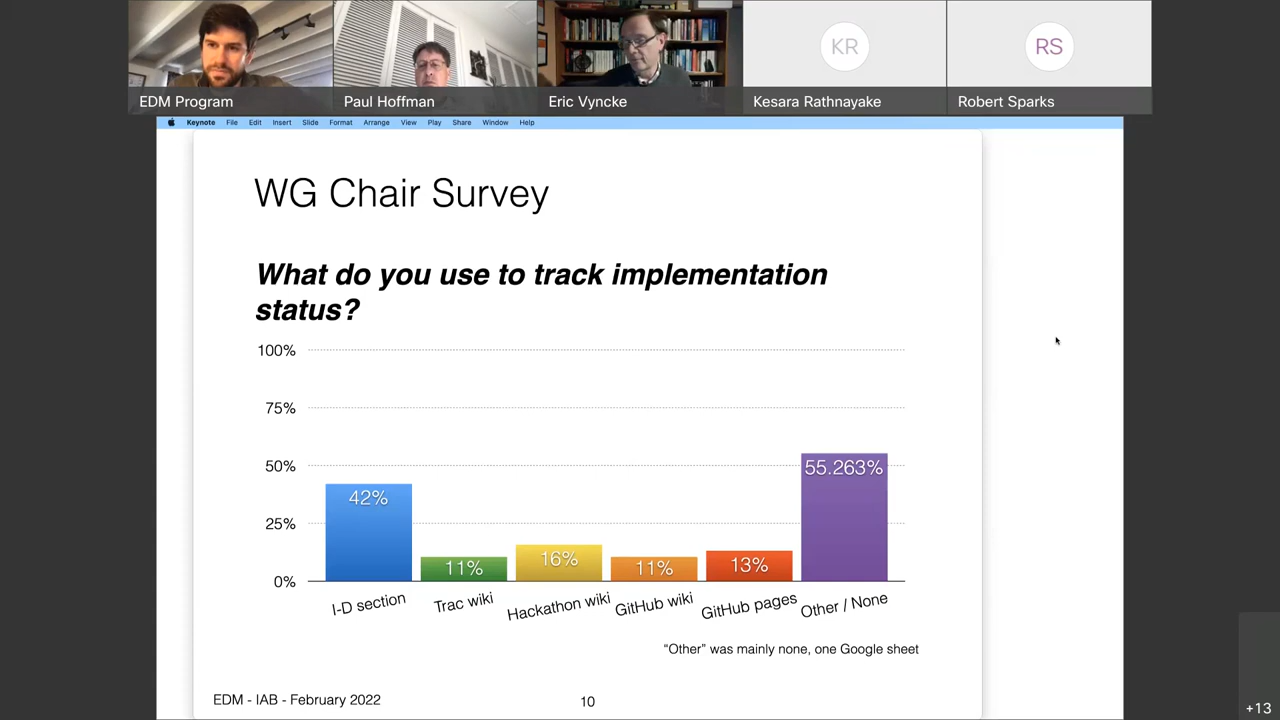 KR
RS
EDM Program
Paul Hoffman
Eric Vyncke
Kesara Rathnayake
Robert Sparks
Keynote File Edit Insert Slide Format Arrange View Play Share Window Help
WG Chair Survey
What do you use to track implementation
status?
100%
75%
50%
25%
0%
42%
11%
16%
11%
13%
55.263%
I-D section
Trac wiki
Hackathon wiki
GitHub wiki
GitHub pages
Other / None
“Other” was mainly none, one Google sheet
EDM - IAB - February 2022
10
+13